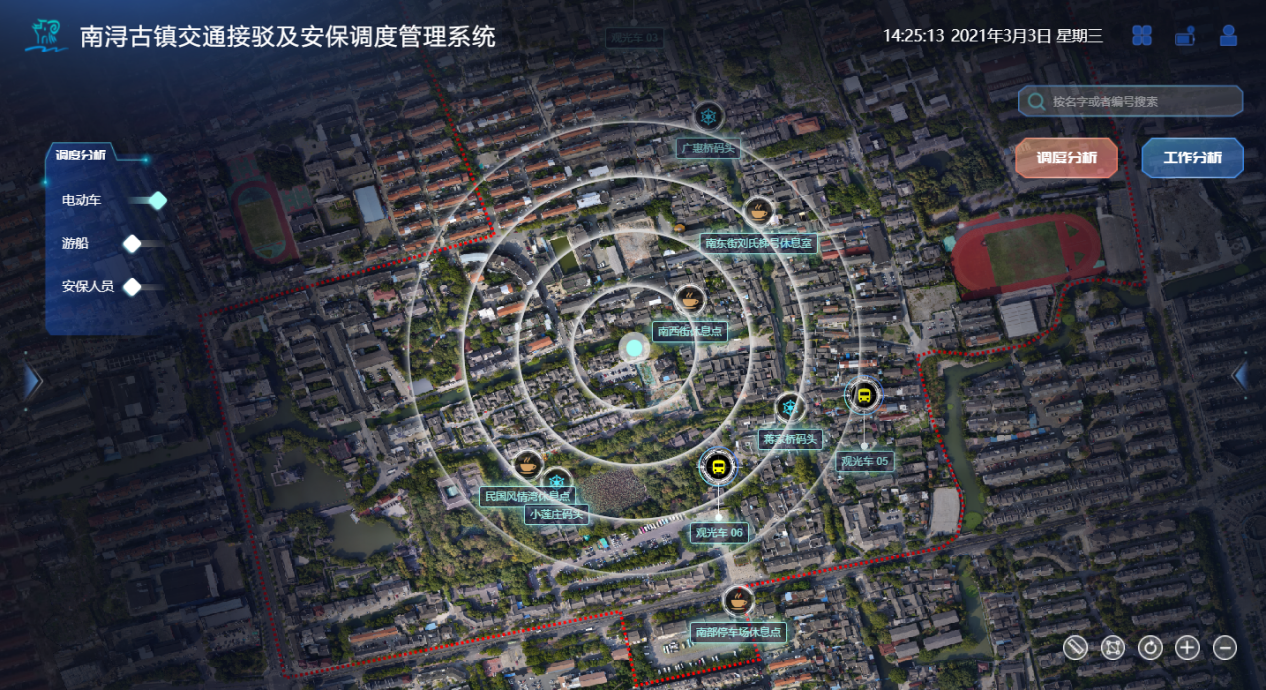 南浔古镇交通接驳及安保调度管理系统
14:25:13 2021年3月3日 星期三
观光车 03
按名字或者编号搜索
调度分析
工作分析
调度分析
电动车
游船
安保人员
广惠桥码头
南东街刘氏梯号休息室
南西街休息点
蒋家桥码头
观光车 05
民国风情湾休息点
小莲庄码头
观光车 06
南部停车场休息点